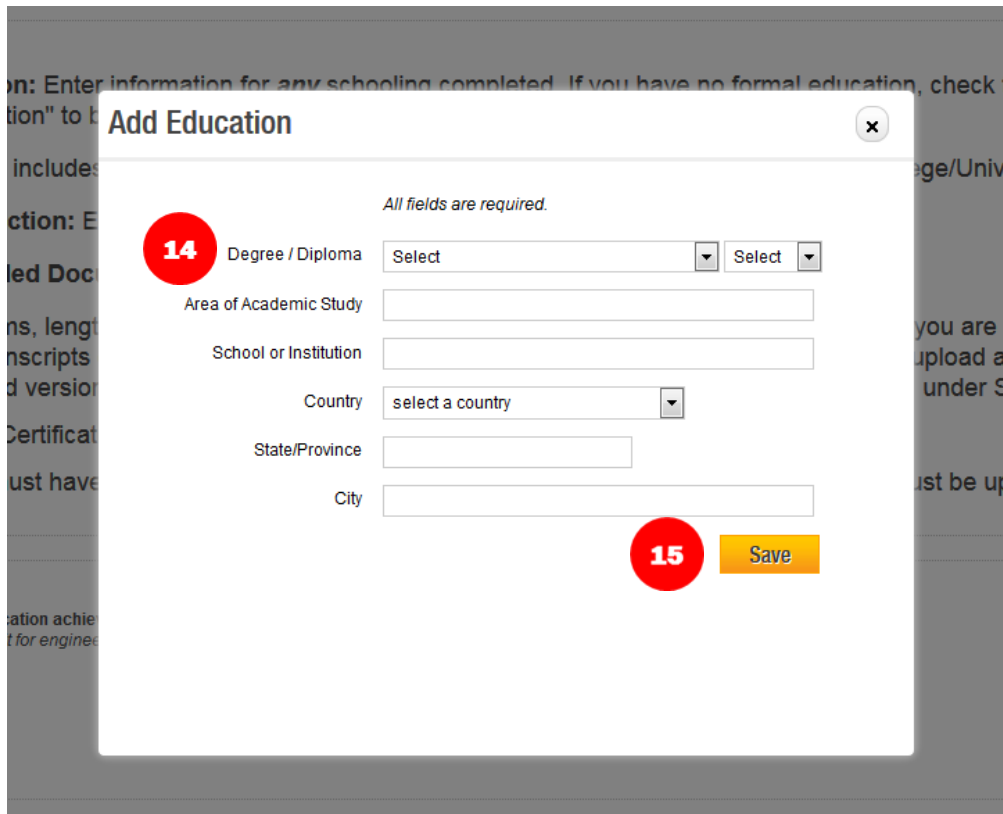 on: Enter information for any schooling completed. If you have no formal education, check
tion" to
Add Education
x
includes
ge/Univ
All fields are required.
ction: E
14
Degree / Diploma Select Select
led Doc
Area of Academic Study
ms, lengt
you are
School or Institution
nscripts
upload a
d version
under S
Country select a country
Certificat
State/Province
ust have
ust be up
City
15
Save
cation achie
t for enginee